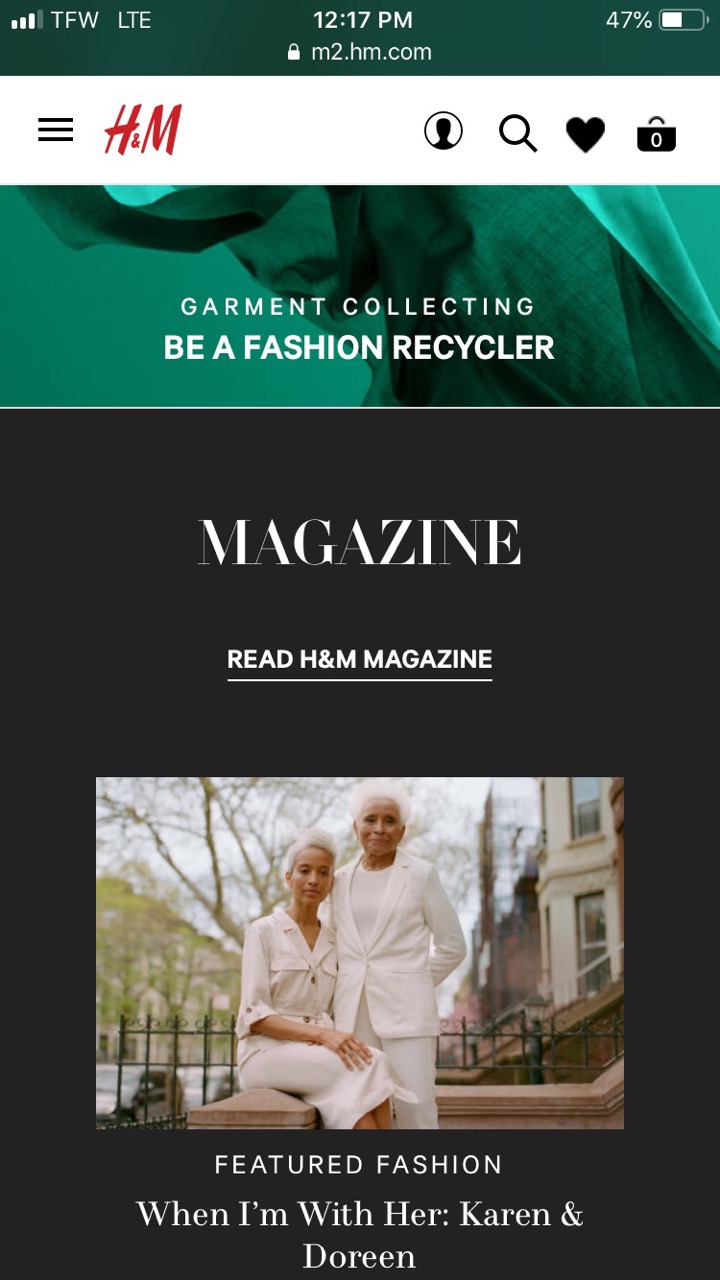 TFW LTE 12:17 PM 47%
m2.hm.com
H&M 0
GARMENT COLLECTING
BE A FASHION RECYCLER
MAGAZINE
READ H&M MAGAZINE
FEATURED FASHION
When I’m With Her: Karen &
Doreen